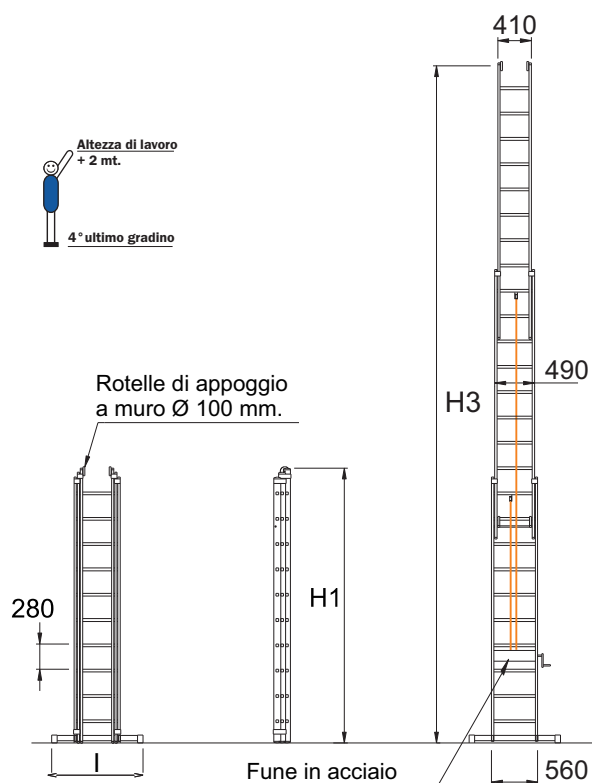 410
Altezza di lavoro
+ 2 mt.
4° ultimo gradino
Rotelle di appoggio
a muro Ø 100 mm.
H3
490
280
H1
I
Fune in acciaio
560